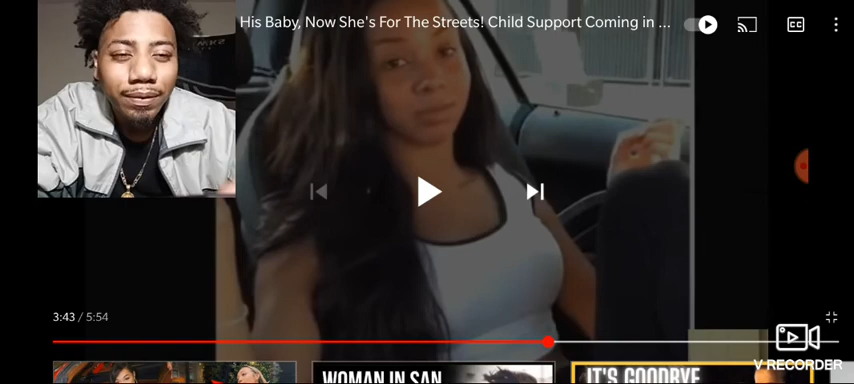 His Baby, Now She's For The Streets! Child Support Coming in ...
CC
3:43 / 5:54
V RECORDER
WOMAN IN SAN
IT'S GOODBYE